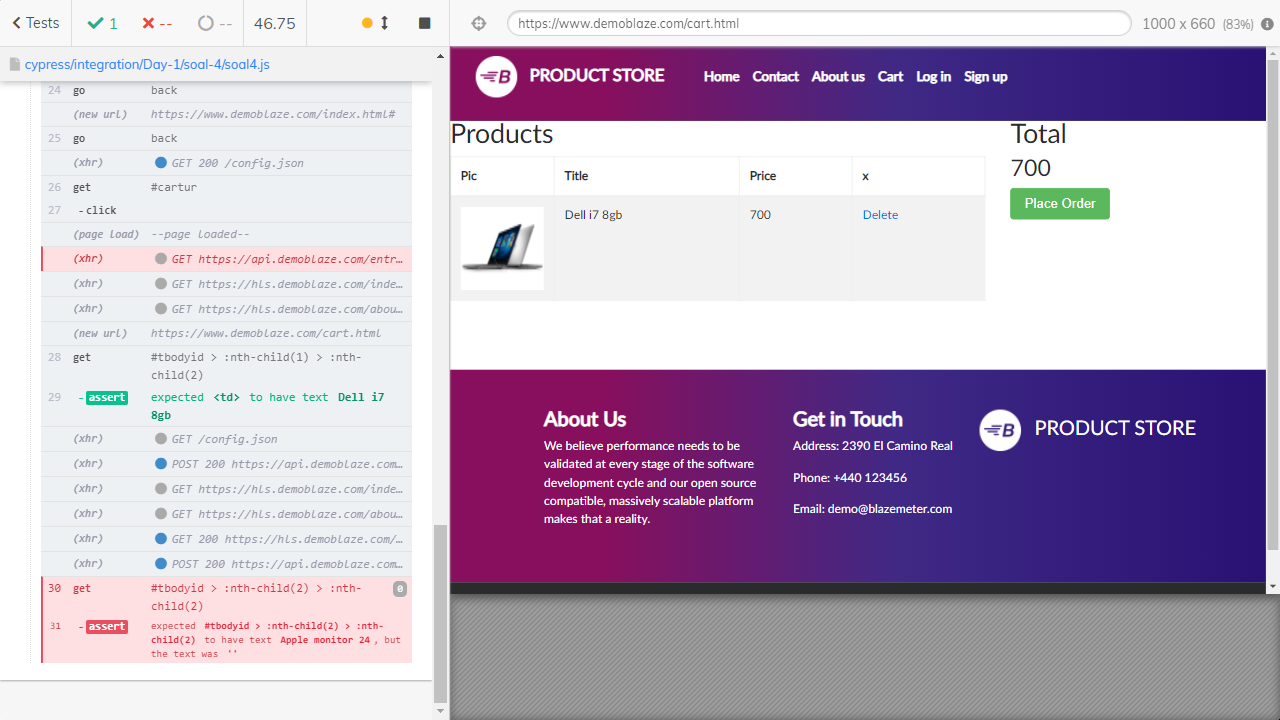 Tests
1
--
--
46.75
https://www.demoblaze.com/cart.html
1000 x 660 (83%)
cypress/integration/Day-1/soal-4/soal4.js
24 go back
(new url) https://www.demoblaze.com/index.html#
25 go back
(xhr) GET 200 /config.json
26 get #cartur
27 - click
(page load) --page loaded--
(xhr) GET https://api.demoblaze.com/entr…
(xhr) GET https://hls.demoblaze.com/inde…
(xhr) GET https://hls.demoblaze.com/abou…
(new url) https://www.demoblaze.com/cart.html
28 get #tbodyid > :nth-child(1) > :nth-
child(2)
29 - assert expected <td> to have text Dell i7
8gb
(xhr) GET /config.json
(xhr) POST 200 https://api.demoblaze.com…
(xhr) GET https://hls.demoblaze.com/inde…
(xhr) GET https://hls.demoblaze.com/abou…
(xhr) GET 200 https://hls.demoblaze.com/…
(xhr) POST 200 https://api.demoblaze.com…
30 get #tbodyid > :nth-child(2) > :nth- 0
child(2)
31 - assert expected #tbodyid > :nth-child(2) > :nth-
child(2) to have text Apple monitor 24, but
the text was ''
B PRODUCT STORE Home Contact About us Cart Log in Sign up
Products
Pic Title Price x
Dell i7 8gb 700 Delete
Total
700
Place Order
About Us
We believe performance needs to be
validated at every stage of the software
development cycle and our open source
compatible, massively scalable platform
makes that a reality.
Get in Touch
Address: 2390 El Camino Real
Phone: +440 123456
Email: demo@blazemeter.com
B PRODUCT STORE